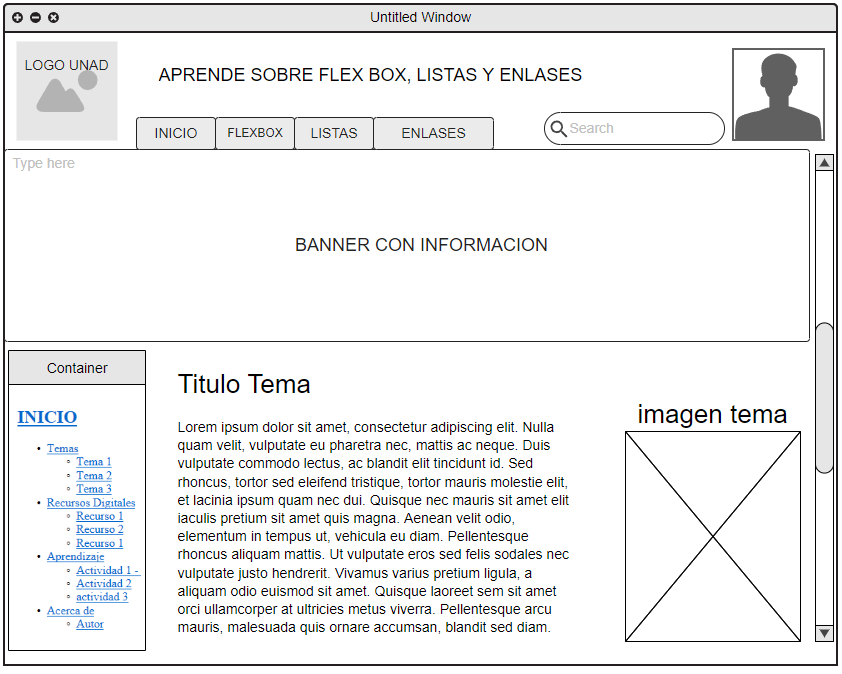 Untitled Window
LOGO UNAD
APRENDE SOBRE FLEX BOX, LISTAS Y ENLASES
INICIO
FLEXBOX
LISTAS
ENLASES
Search
Type here
BANNER CON INFORMACION
Container
INICIO
Temas
Tema 1
Tema 2
Tema 3
Recursos Digitales
Recurso 1
Recurso 2
Recurso 1
Aprendizaje
Actividad 1 -
Actividad 2
actividad 3
Acerca de
Autor
Titulo Tema
Lorem ipsum dolor sit amet, consectetur adipiscing elit. Nulla
quam velit, vulputate eu pharetra nec, mattis ac neque. Duis
vulputate commodo lectus, ac blandit elit tincidunt id. Sed
rhoncus, tortor sed eleifend tristique, tortor mauris molestie elit,
et lacinia ipsum quam nec dui. Quisque nec mauris sit amet elit
iaculis pretium sit amet quis magna. Aenean velit odio,
elementum in tempus ut, vehicula eu diam. Pellentesque
rhoncus aliquam mattis. Ut vulputate eros sed felis sodales nec
vulputate justo hendrerit. Vivamus varius pretium ligula, a
aliquam odio euismod sit amet. Quisque laoreet sem sit amet
orci ullamcorper at ultricies metus viverra. Pellentesque arcu
mauris, malesuada quis ornare accumsan, blandit sed diam.
imagen tema